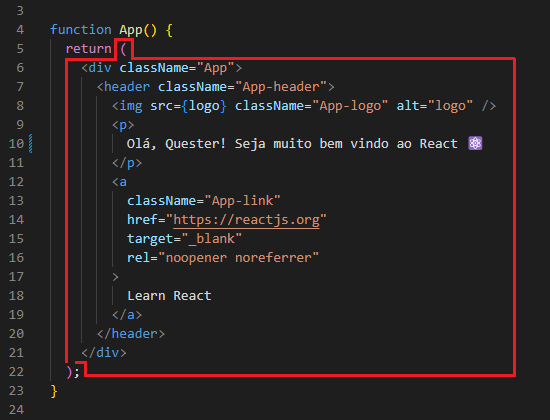 3
4 function App() {
5 return (
6 <div className="App">
7 <header className="App-header">
8 <img src={logo} className="App-logo" alt="logo" />
9 <p>
10 Olá, Quester! Seja muito bem vindo ao React ⚛️
11 </p>
12 <a
13 className="App-link"
14 href="https://reactjs.org"
15 target="_blank"
16 rel="noopener noreferrer"
17 >
18 Learn React
19 </a>
20 </header>
21 </div>
22 );
23 }
24